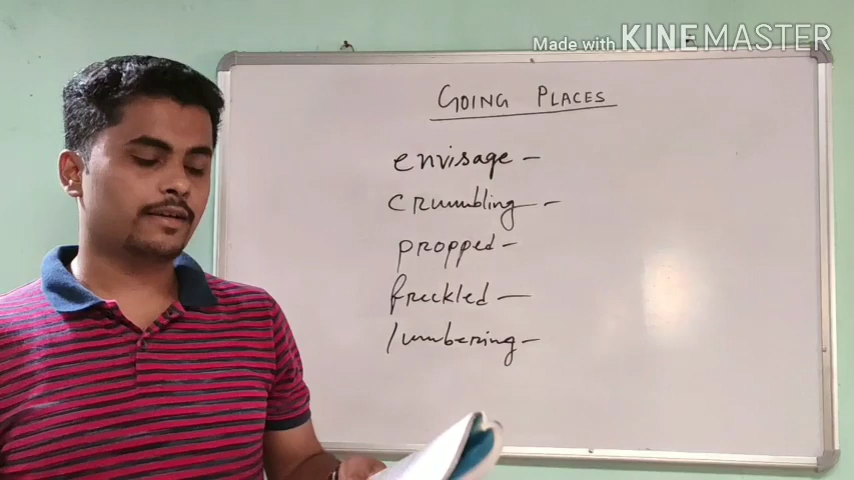 Made with KINEMASTER
GOING PLACES
envisage -
crumbling -
propped -
freckled -
lumbering -